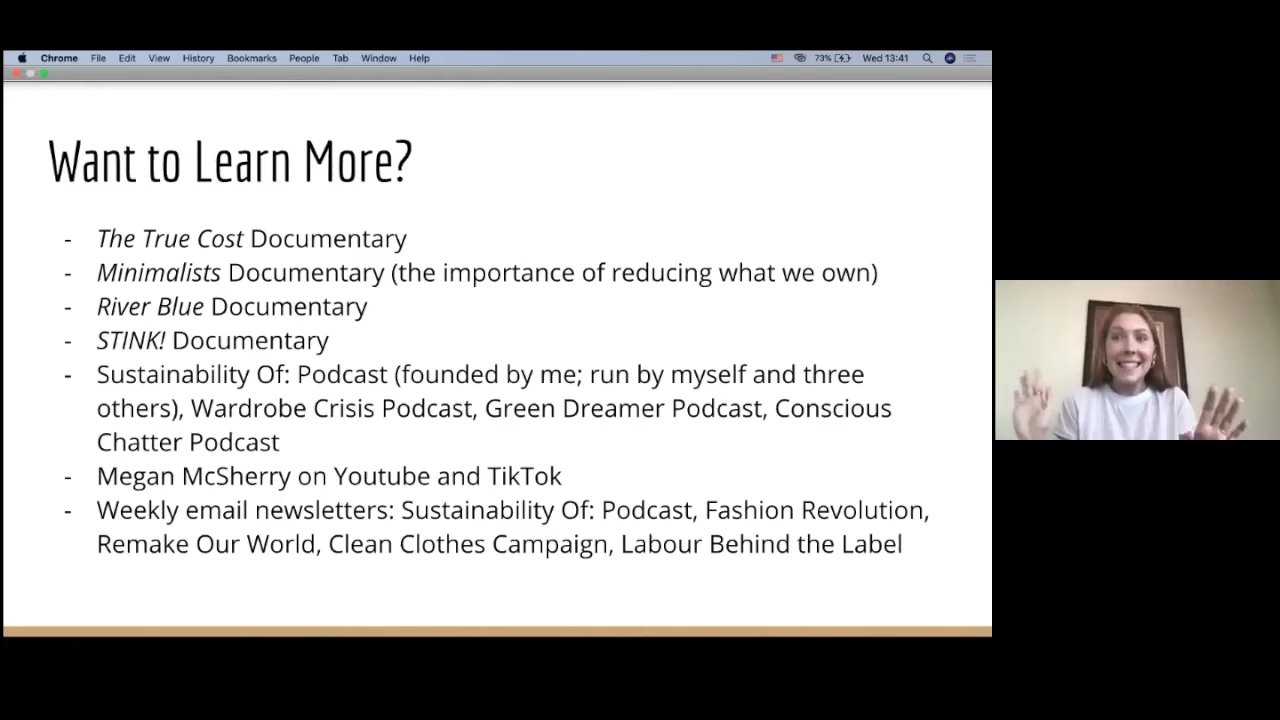 Chrome File Edit View History Bookmarks People Tab Window Help 73% Wed 13:41
Want to Learn More?
- The True Cost Documentary
- Minimalists Documentary (the importance of reducing what we own)
- River Blue Documentary
- STINK! Documentary
- Sustainability Of: Podcast (founded by me; run by myself and three
others), Wardrobe Crisis Podcast, Green Dreamer Podcast, Conscious
Chatter Podcast
- Megan McSherry on Youtube and TikTok
- Weekly email newsletters: Sustainability Of: Podcast, Fashion Revolution,
Remake Our World, Clean Clothes Campaign, Labour Behind the Label